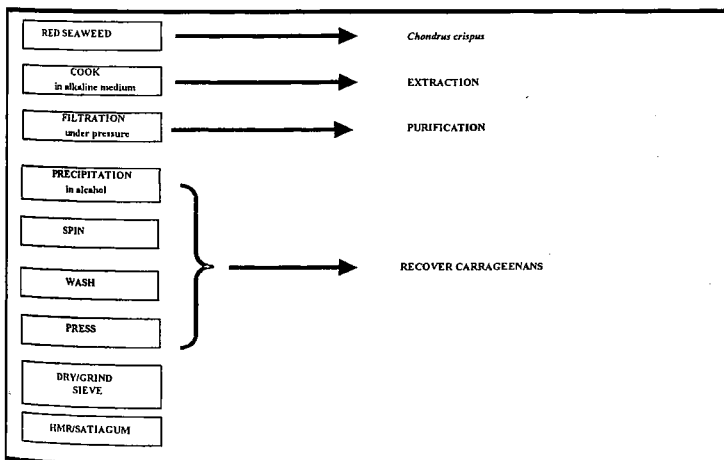 RED SEAWEED
Chondrus crispus
COOK
in alkaline medium
EXTRACTION
FILTRATION
under pressure
PURIFICATION
PRECIPITATION
in alcohol
SPIN
WASH
RECOVER CARRAGEENANS
PRESS
DRY/GRIND
SIEVE
HMR/SATIAGUM